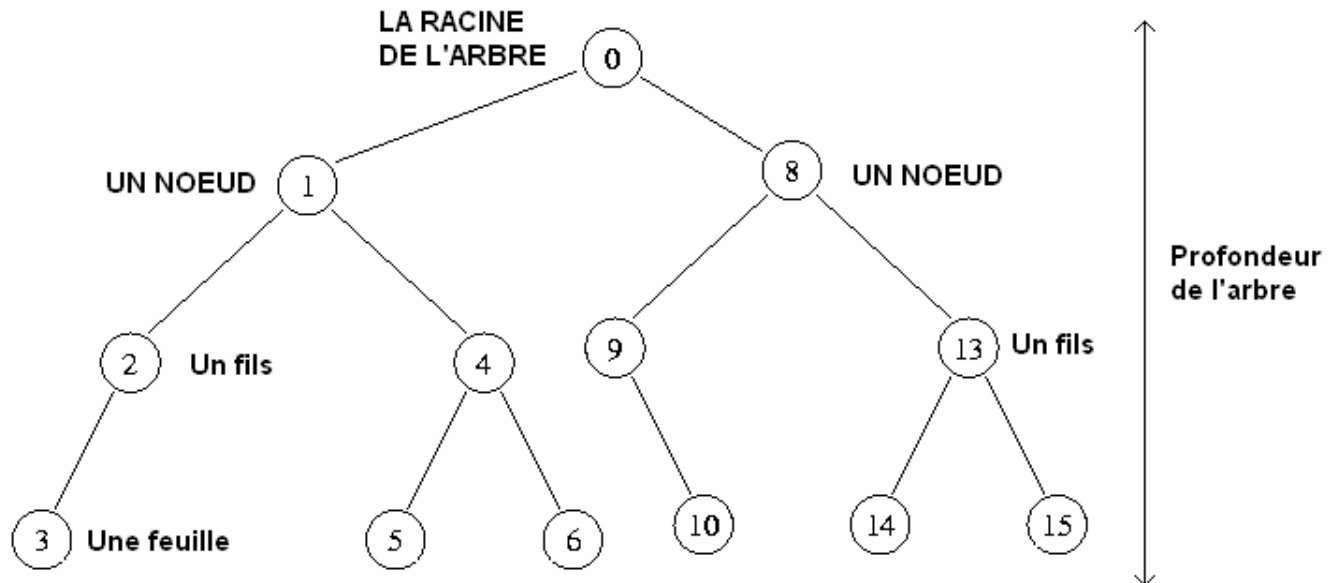 LA RACINE
DE L'ARBRE
0
UN NOEUD
1
8
UN NOEUD
Profondeur
de l'arbre
2
Un fils
4
9
13
Un fils
3
Une feuille
5
6
10
14
15